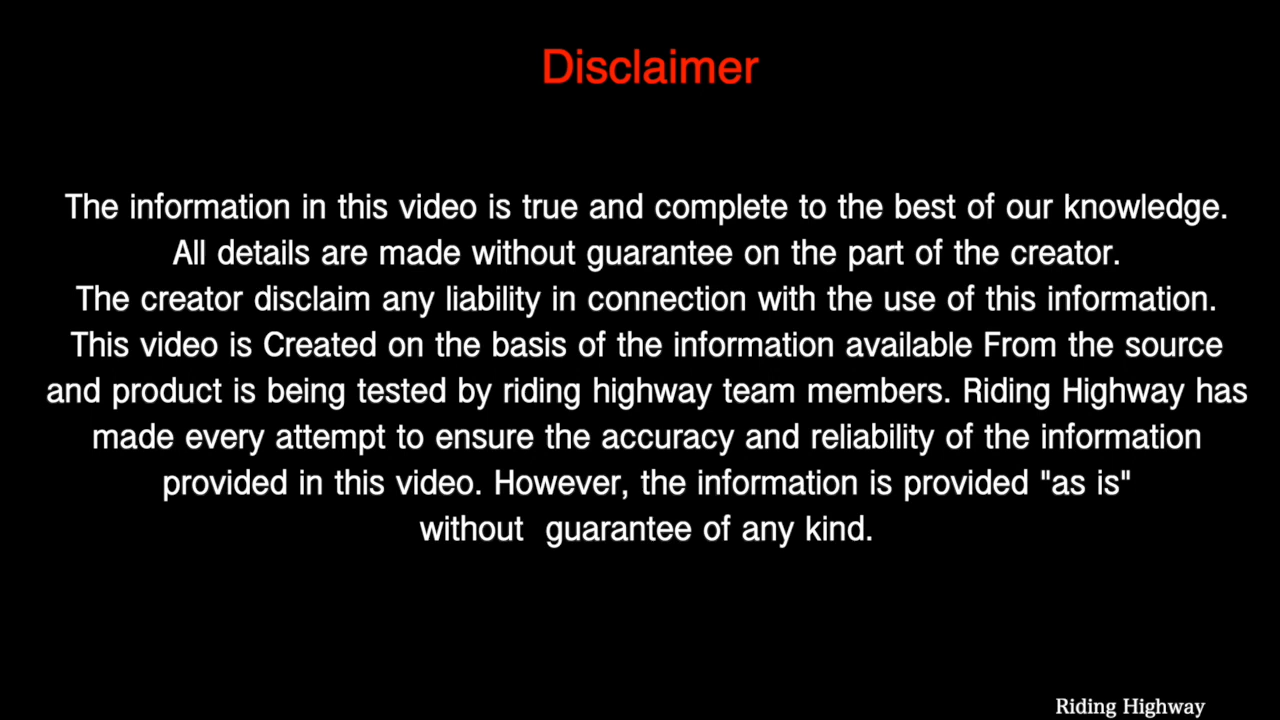 Disclaimer
The information in this video is true and complete to the best of our knowledge.
All details are made without guarantee on the part of the creator.
The creator disclaim any liability in connection with the use of this information.
This video is Created on the basis of the information available From the source
and product is being tested by riding highway team members. Riding Highway has
made every attempt to ensure the accuracy and reliability of the information
provided in this video. However, the information is provided "as is"
without  guarantee of any kind.
Riding Highway